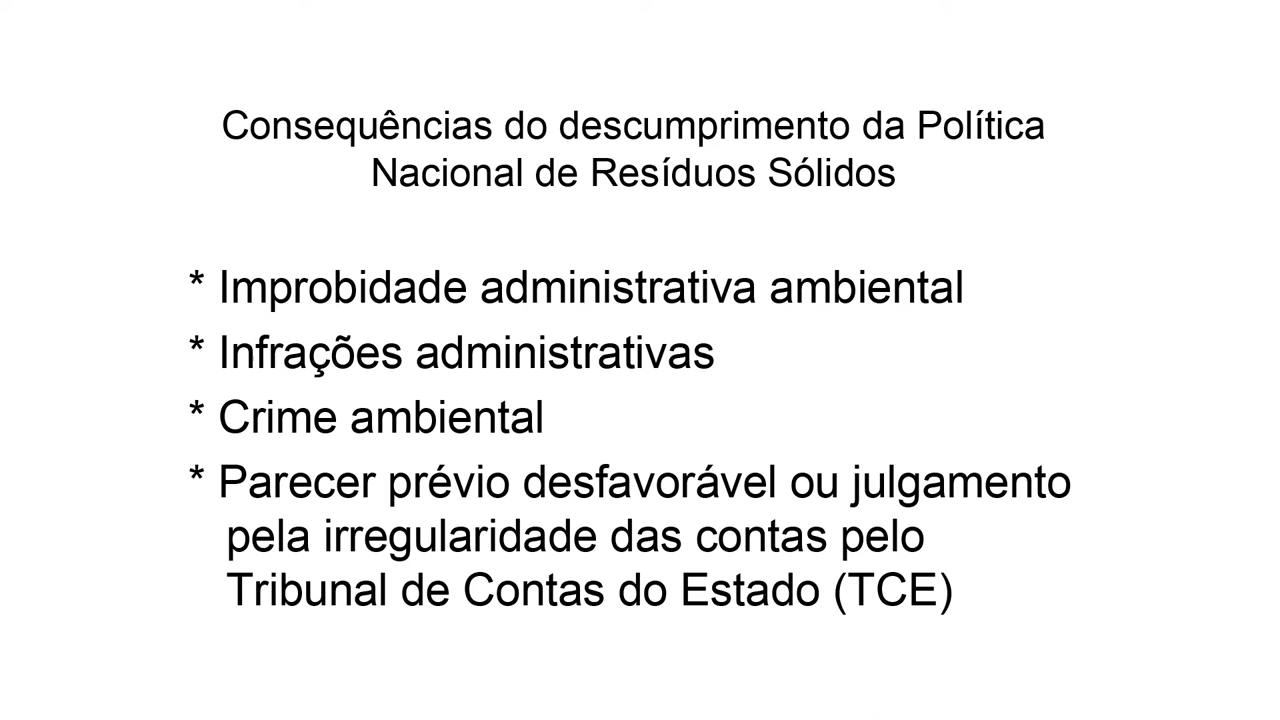 Consequências do descumprimento da Política
Nacional de Resíduos Sólidos
* Improbidade administrativa ambiental
* Infrações administrativas
* Crime ambiental
* Parecer prévio desfavorável ou julgamento
pela irregularidade das contas pelo
Tribunal de Contas do Estado (TCE)